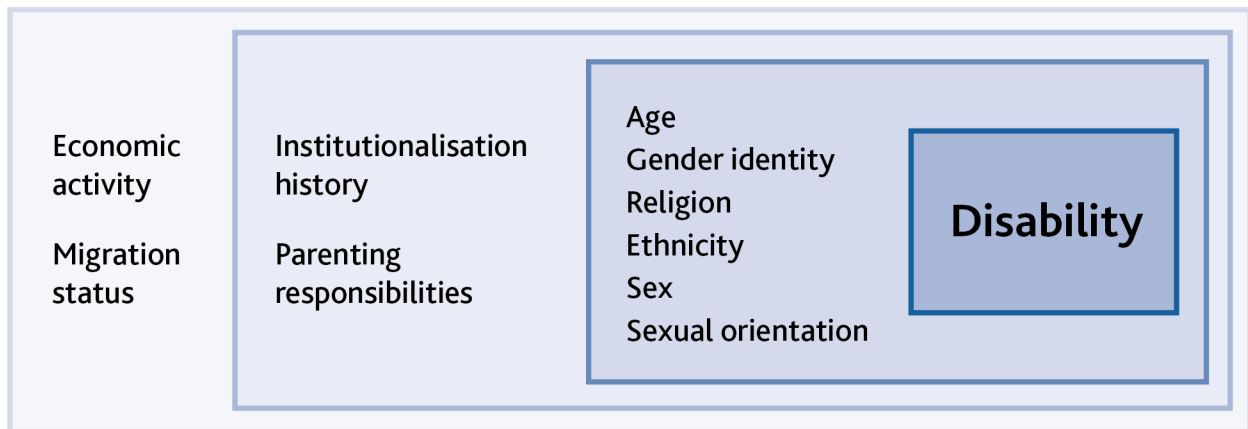 Economic
activity
Migration
status
Institutionalisation
history
Parenting
responsibilities
Age
Gender identity
Religion
Ethnicity
Sex
Sexual orientation
Disability